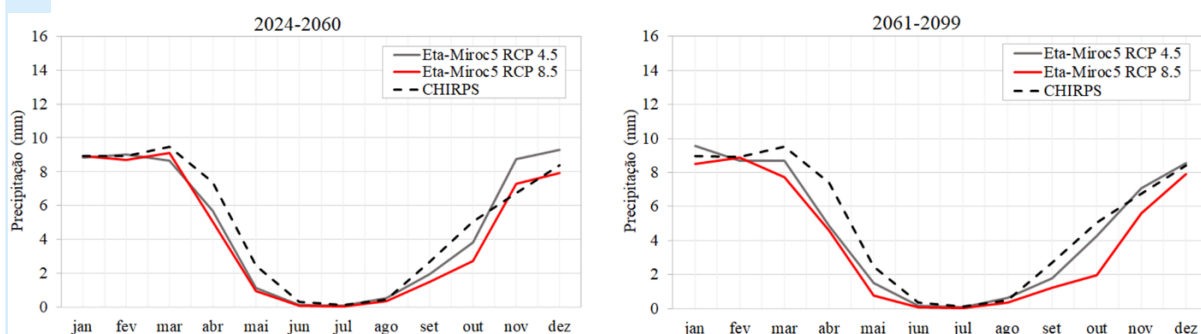 2024-2060
16
14
12
10
8
6
4
2
0
Precipitação (mm)
Eta-Miroc5 RCP 4.5
Eta-Miroc5 RCP 8.5
CHIRPS
jan fev mar abr mai jun jul ago set out nov dez
2061-2099
16
14
12
10
8
6
4
2
0
Precipitação (mm)
Eta-Miroc5 RCP 4.5
Eta-Miroc5 RCP 8.5
CHIRPS
jan fev mar abr mai jun jul ago set out nov dez